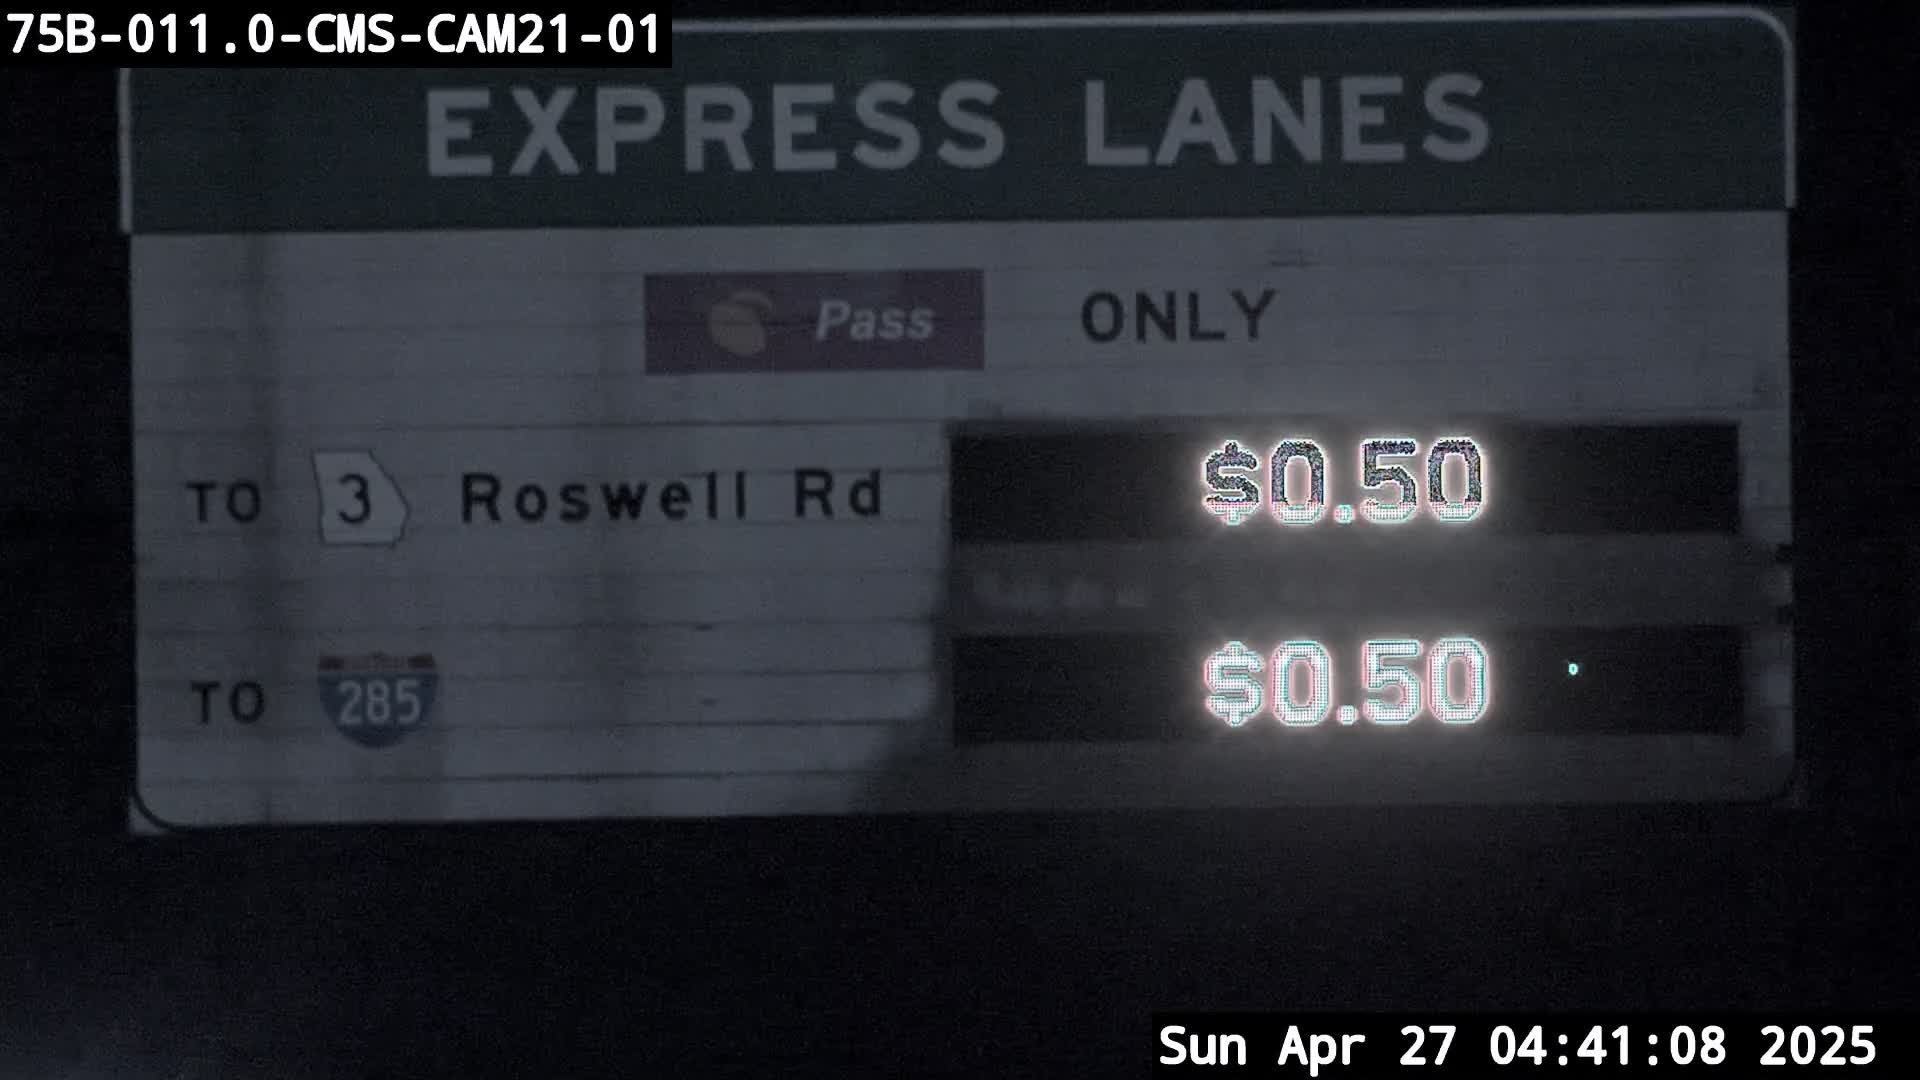 75B-011.0-CMS-CAM21-01
EXPRESS LANES
Pass ONLY
TO 3 Roswell Rd $0.50
TO 285 $0.50
Sun Apr 27 04:41:08 2025